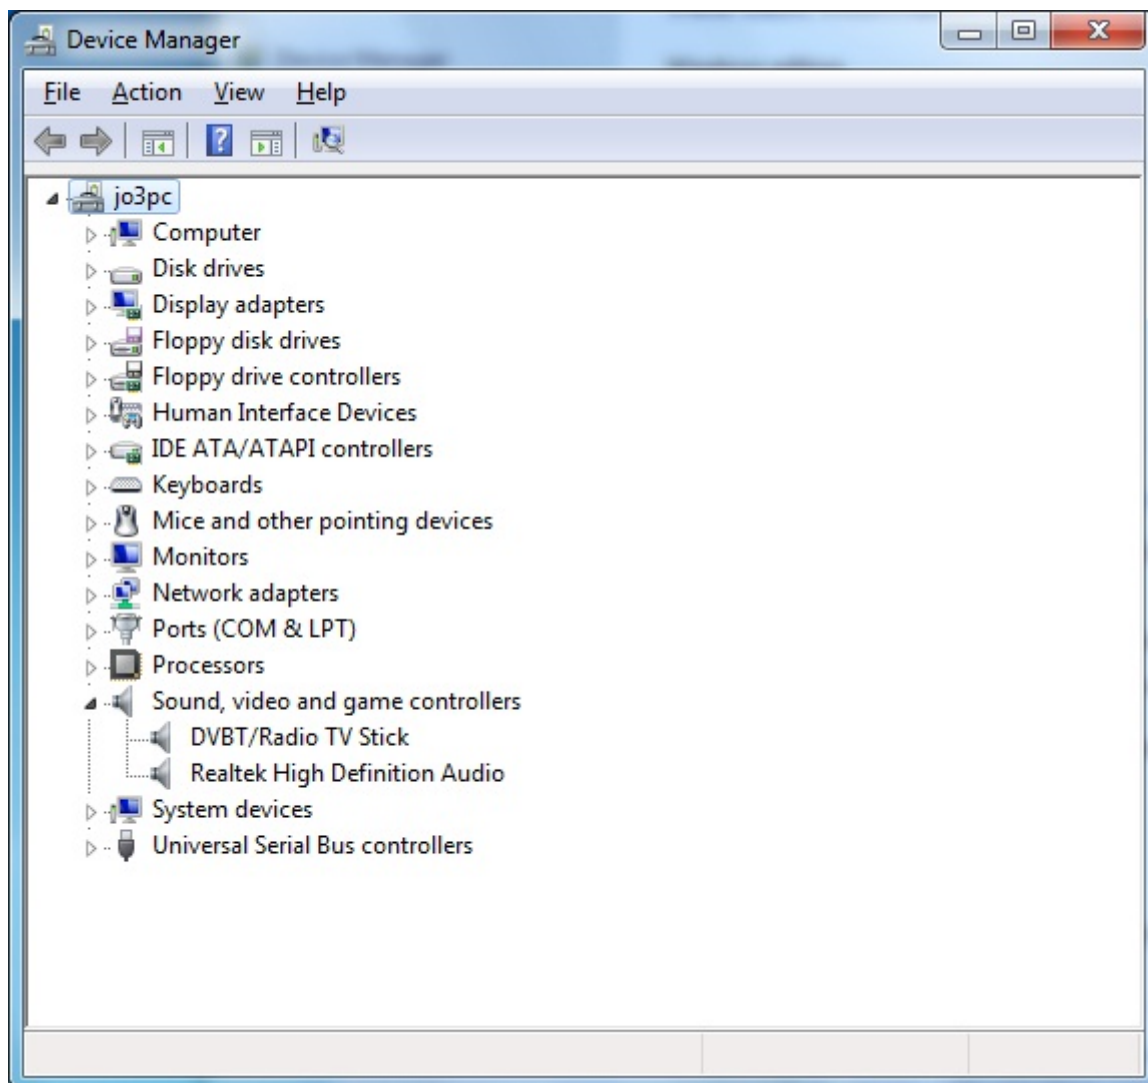 Device Manager
File Action View Help
jo3pc
Computer
Disk drives
Display adapters
Floppy disk drives
Floppy drive controllers
Human Interface Devices
IDE ATA/ATAPI controllers
Keyboards
Mice and other pointing devices
Monitors
Network adapters
Ports (COM & LPT)
Processors
Sound, video and game controllers
DVBT/Radio TV Stick
Realtek High Definition Audio
System devices
Universal Serial Bus controllers